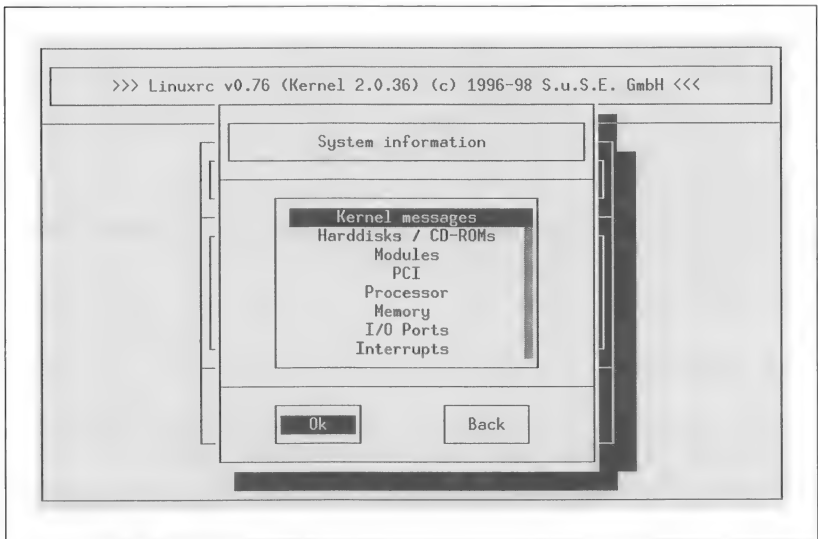 >>> Linuxrc v0.76 (Kernel 2.0.36) (c) 1996-98 S.u.S.E. GmbH <<<
System information
Kernel messages
Harddisks / CD-ROMs
Modules
PCI
Processor
Memory
I/O Ports
Interrupts
Ok Back